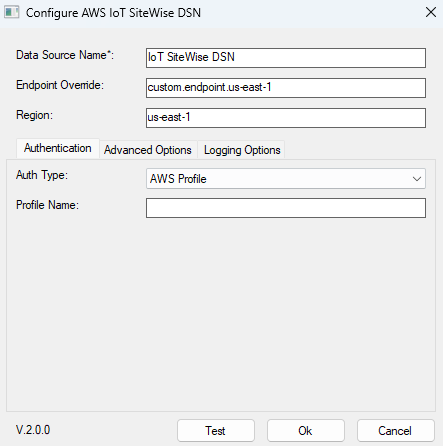 Configure AWS IoT SiteWise DSN
Data Source Name*: IoT SiteWise DSN
Endpoint Override: custom.endpoint.us-east-1
Region: us-east-1
Authentication Advanced Options Logging Options
Auth Type: AWS Profile
Profile Name:
V.2.0.0 Test Ok Cancel